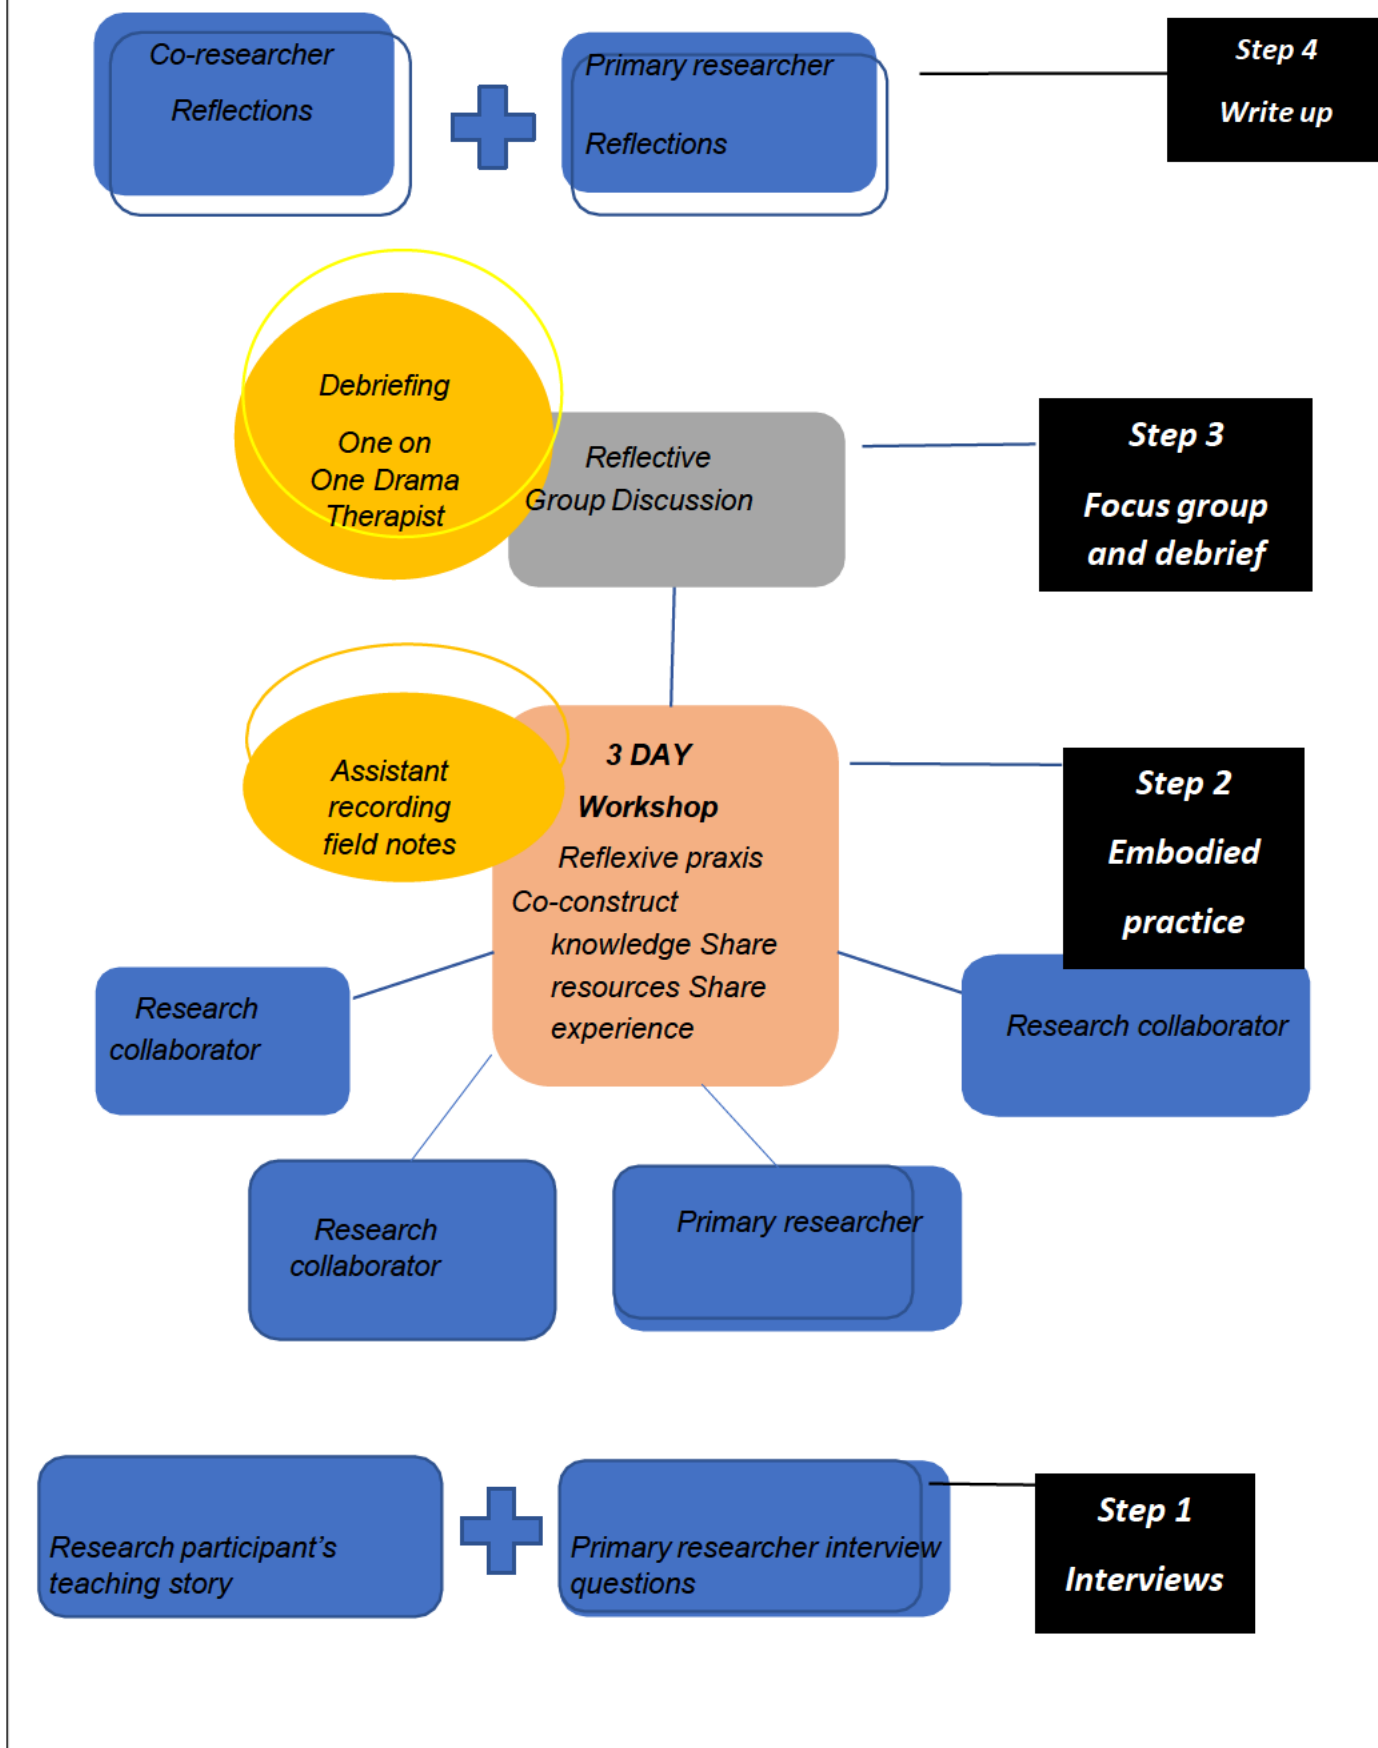 Co-researcher
Reflections
Primary researcher
Reflections
Step 4
Write up
Debriefing
One on
One Drama
Therapist
Reflective
Group Discussion
Step 3
Focus group
and debrief
Assistant
recording
field notes
3 DAY
Workshop
Reflexive praxis
Co-construct
knowledge Share
resources Share
experience
Step 2
Embodied
practice
Research
collaborator
Research collaborator
Research
collaborator
Primary researcher
Research participant’s
teaching story
Primary researcher interview
questions
Step 1
Interviews